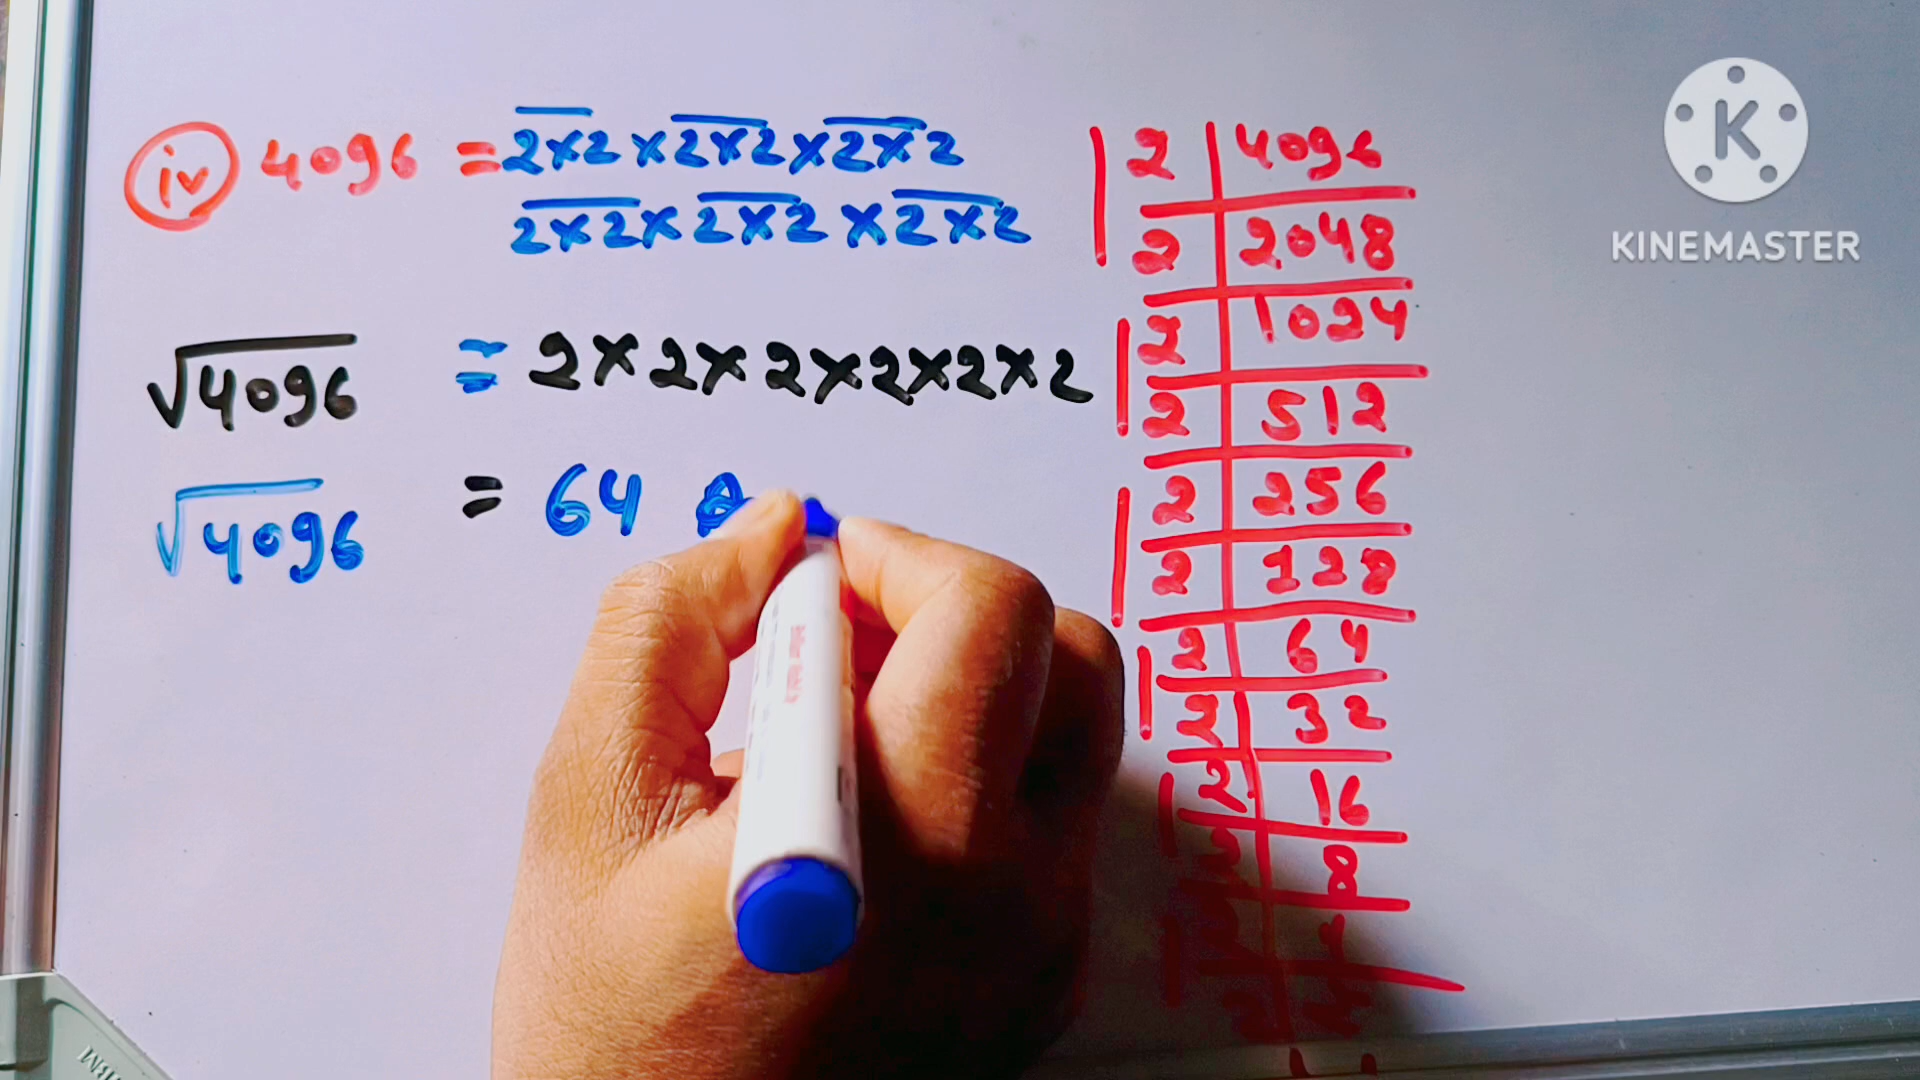 iv 4096 = 2×2×2×2×2×2
2×2×2×2×2×2
√4096 = 2×2×2×2×2×2
√4096 = 64
2 4096
2 2048
2 1024
2 512
2 256
2 128
2 64
2 32
2 16
2 8
K
KINEMASTER